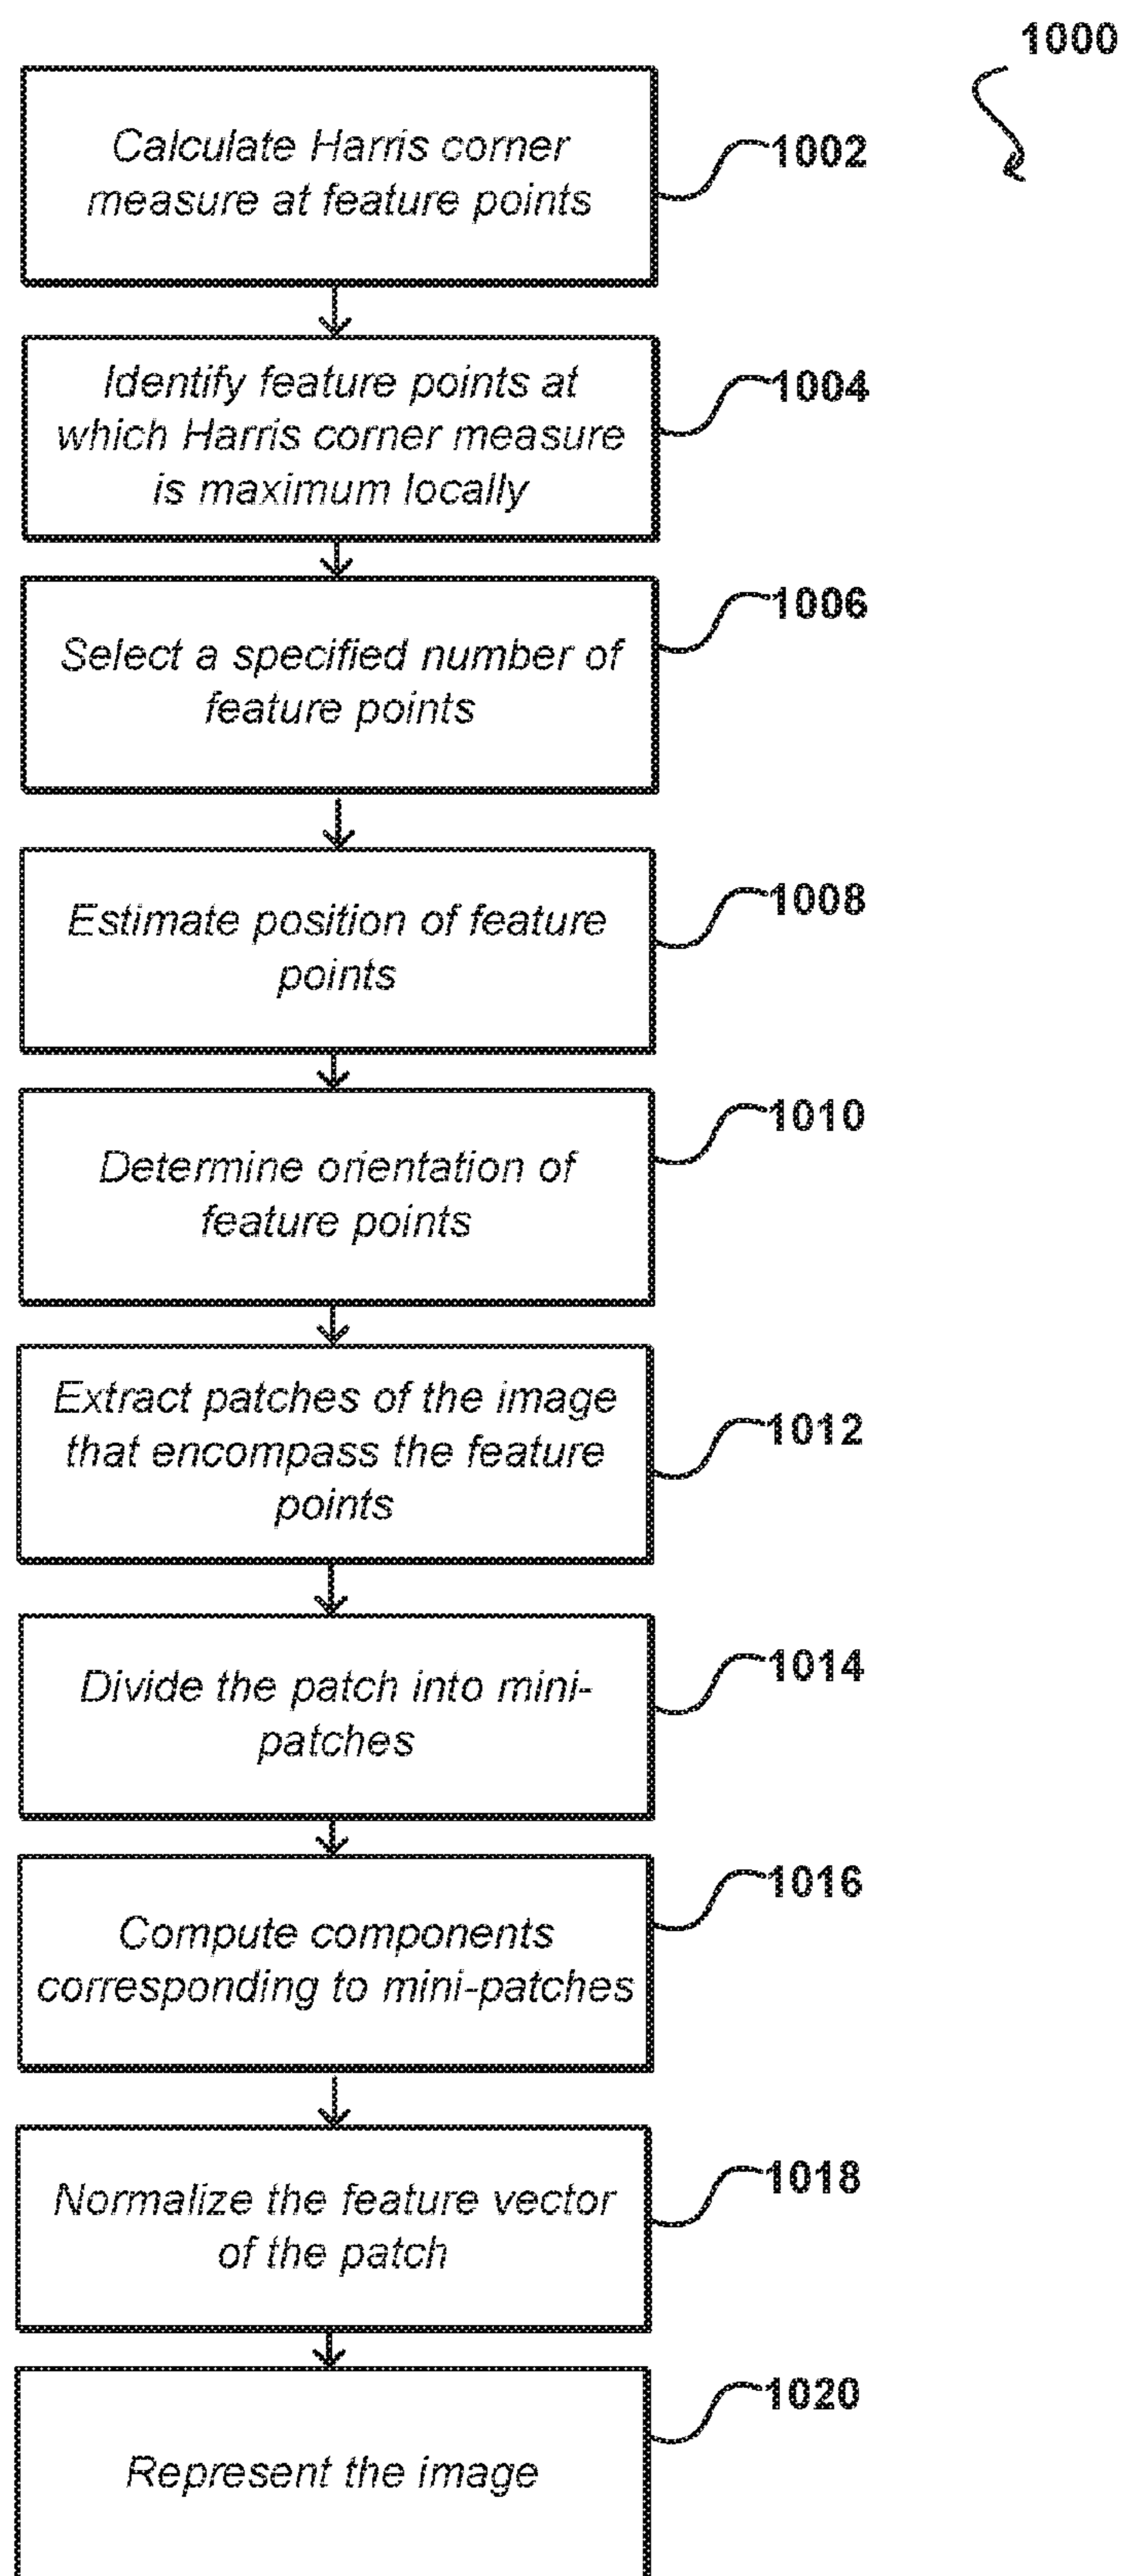 1000
Calculate Harris corner
measure at feature points
1002
Identify feature points at
which Harris corner measure
is maximum locally
1004
Select a specified number of
feature points
1006
Estimate position of feature
points
1008
Determine orientation of
feature points
1010
Extract patches of the image
that encompass the feature
points
1012
Divide the patch into mini-
patches
1014
Compute components
corresponding to mini-patches
1016
Normalize the feature vector
of the patch
1018
Represent the image
1020